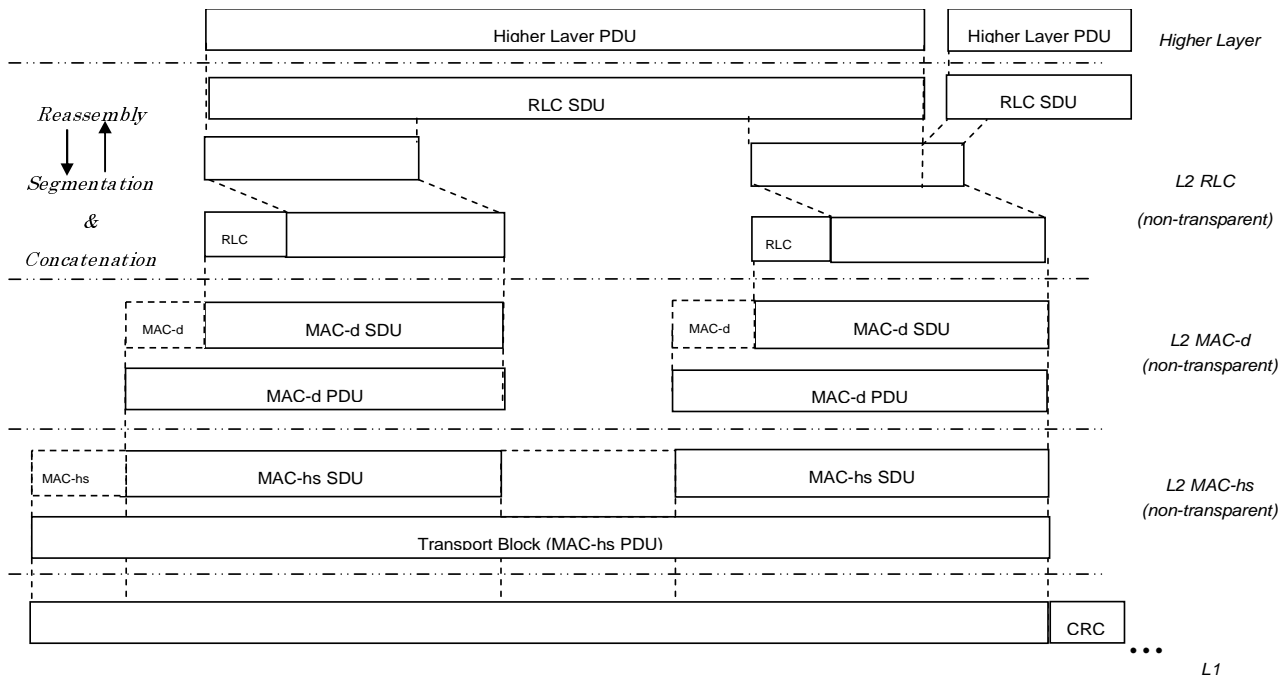 Higher Layer PDU
Higher Layer PDU
Higher Layer
RLC SDU
RLC SDU
Reassembly
Segmentation
&
Concatenation
L2 RLC
(non-transparent)
RLC
RLC
MAC-d
MAC-d SDU
MAC-d
MAC-d SDU
L2 MAC-d
(non-transparent)
MAC-d PDU
MAC-d PDU
MAC-hs
MAC-hs SDU
MAC-hs SDU
L2 MAC-hs
(non-transparent)
Transport Block (MAC-hs PDU)
CRC
•••
L1